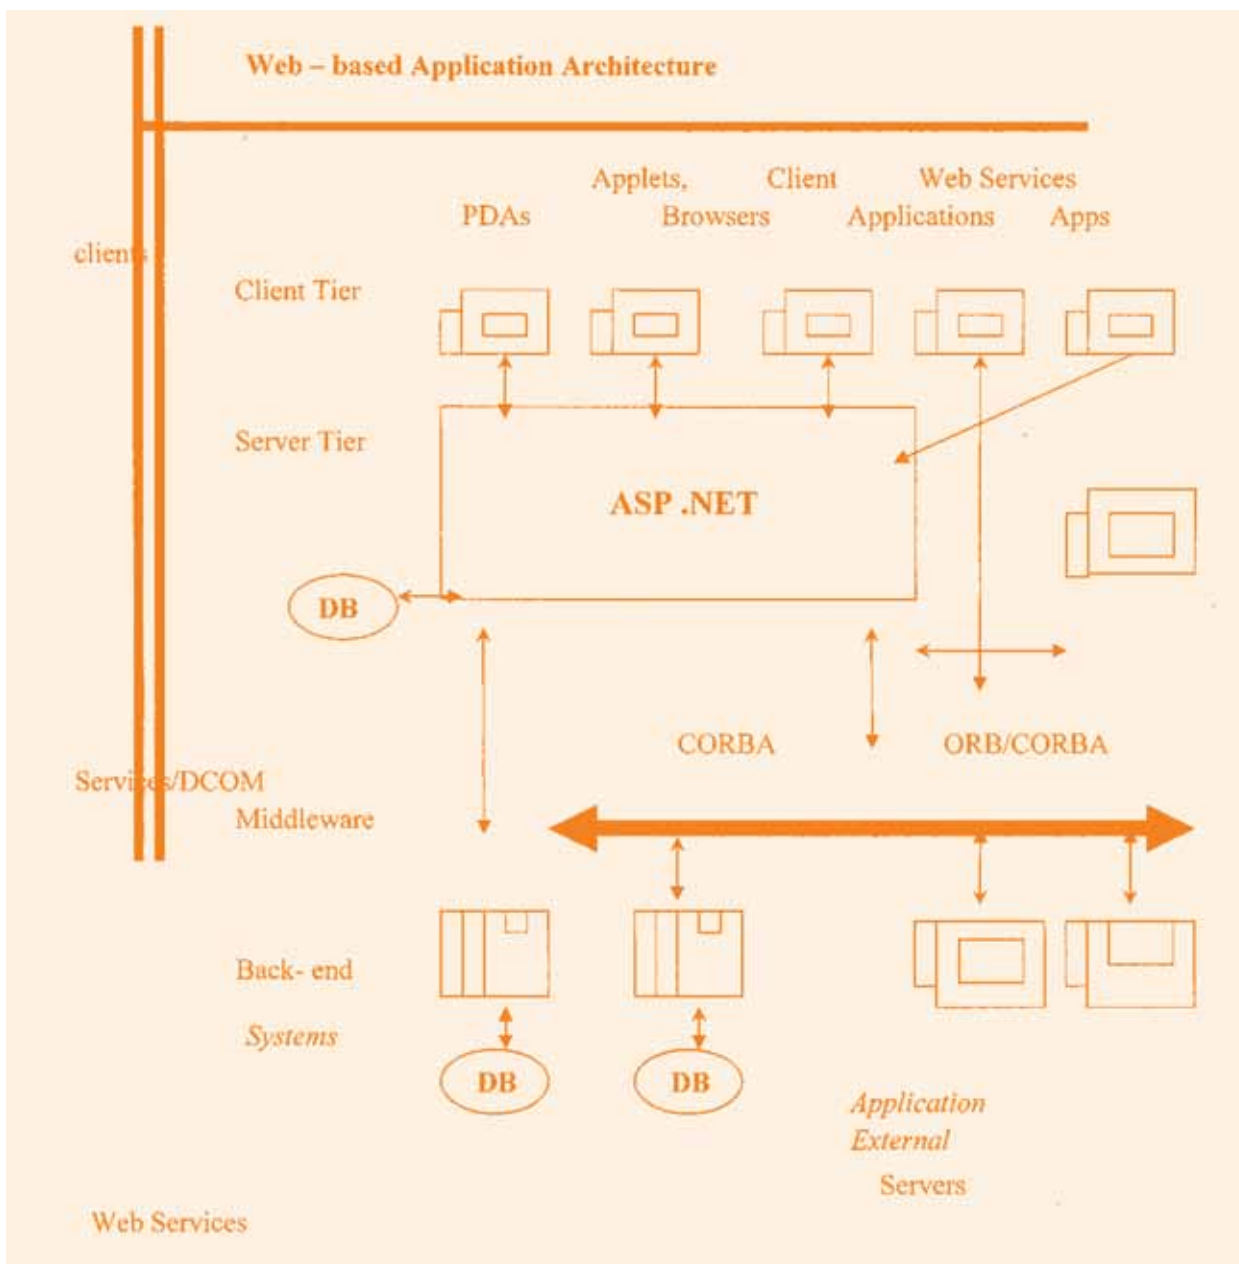 Web – based Application Architecture
Applets, Client Web Services
PDAs Browsers Applications Apps
clients
Client Tier
Server Tier
ASP .NET
DB
CORBA ORB/CORBA
Services/DCOM
Middleware
Back- end
Systems
DB DB
Application
External
Servers
Web Services